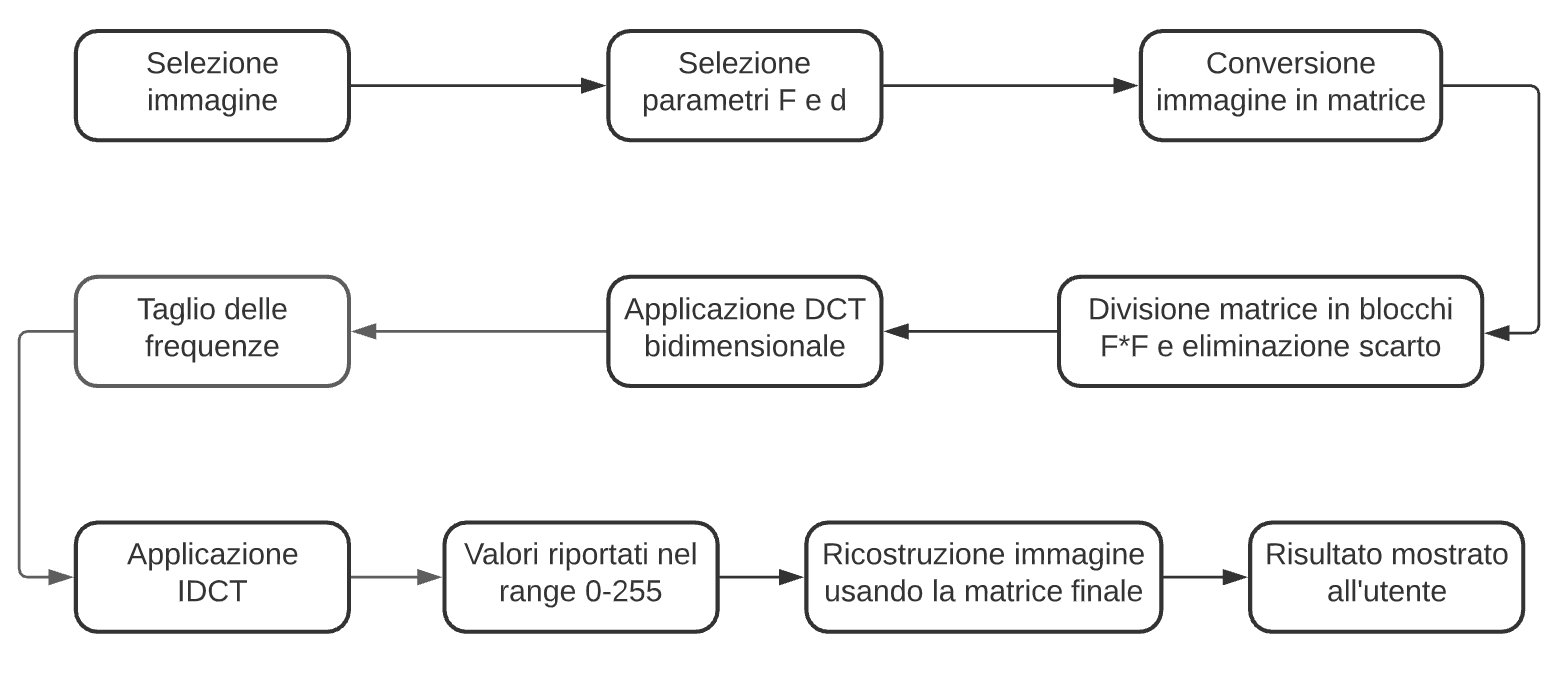 Selezione
immagine
Selezione
parametri F e d
Conversione
immagine in matrice
Divisione matrice in blocchi
F*F e eliminazione scarto
Applicazione DCT
bidimensionale
Taglio delle
frequenze
Applicazione
IDCT
Valori riportati nel
range 0-255
Ricostruzione immagine
usando la matrice finale
Risultato mostrato
all'utente